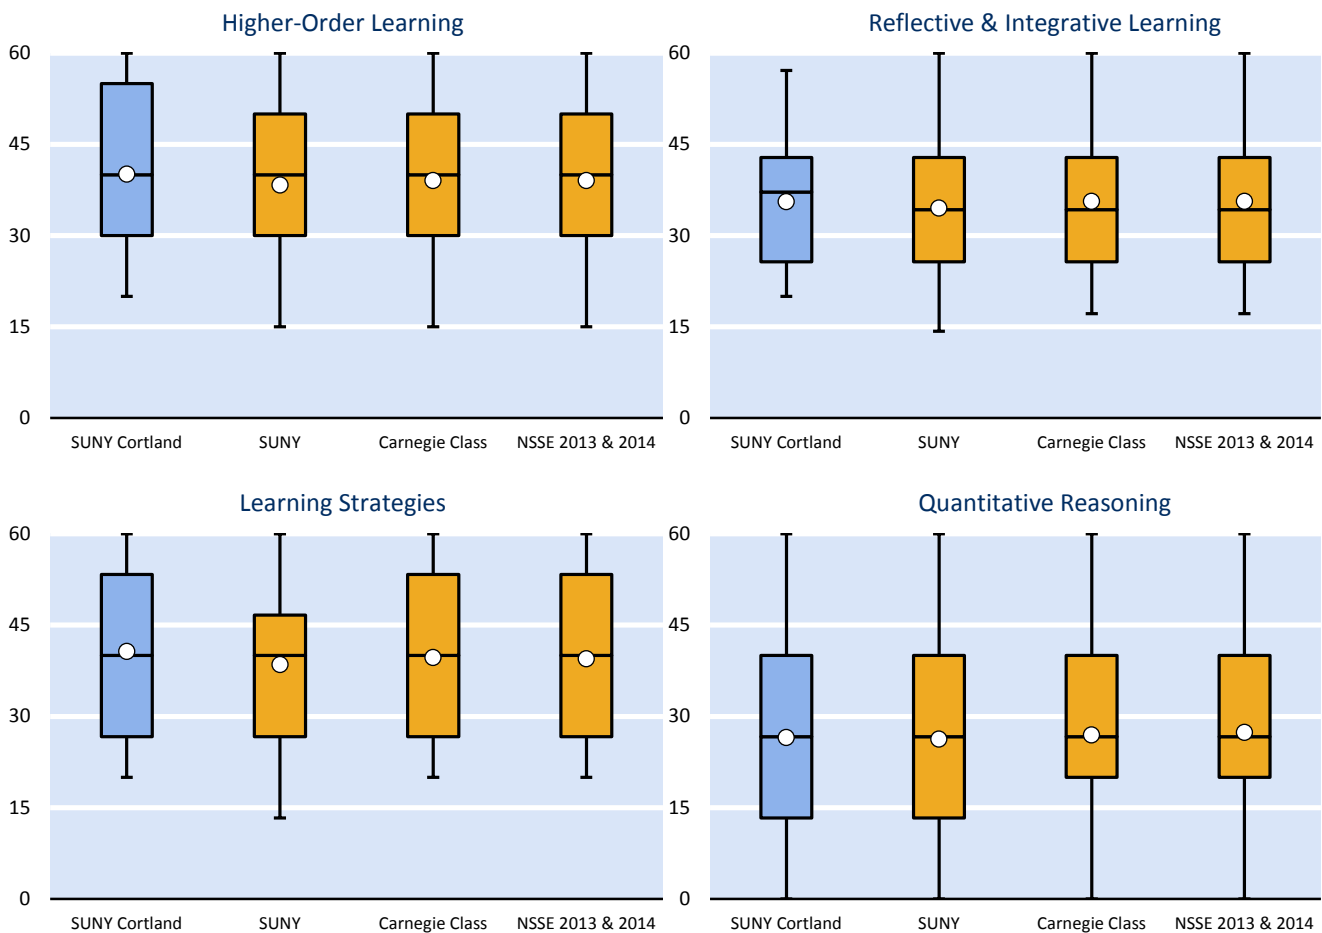 Higher-Order Learning
60
45
30
15
0
SUNY Cortland SUNY Carnegie Class NSSE 2013 & 2014
Reflective & Integrative Learning
60
45
30
15
0
SUNY Cortland SUNY Carnegie Class NSSE 2013 & 2014
Learning Strategies
60
45
30
15
0
SUNY Cortland SUNY Carnegie Class NSSE 2013 & 2014
Quantitative Reasoning
60
45
30
15
0
SUNY Cortland SUNY Carnegie Class NSSE 2013 & 2014